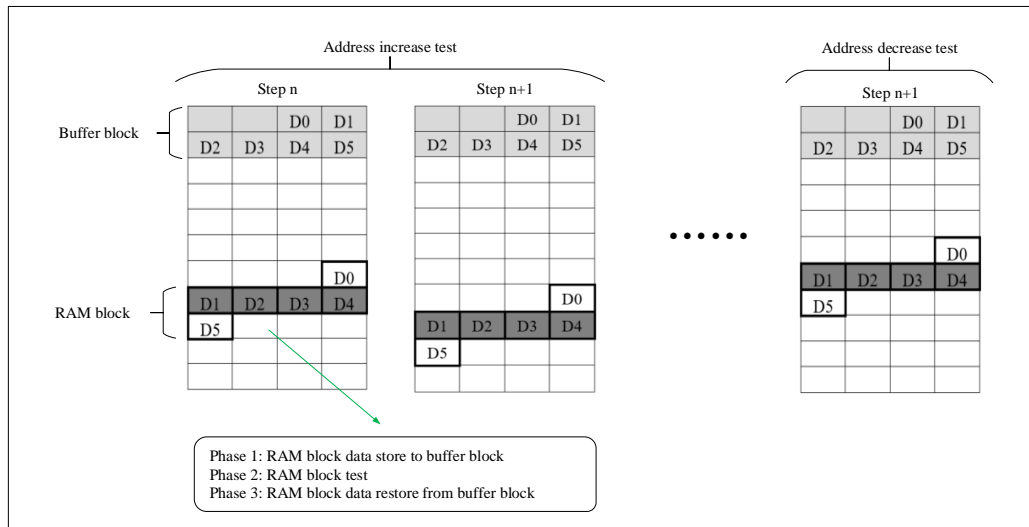 Address increase test
Address decrease test
Step n
Step n+1
Step n+1
Buffer block
D0 D1
D2 D3 D4 D5
D0 D1
D2 D3 D4 D5
D0 D1
D2 D3 D4 D5
......
RAM block
D0
D1 D2 D3 D4
D5
D0
D1 D2 D3 D4
D5
D0
D1 D2 D3 D4
D5
Phase 1: RAM block data store to buffer block
Phase 2: RAM block test
Phase 3: RAM block data restore from buffer block